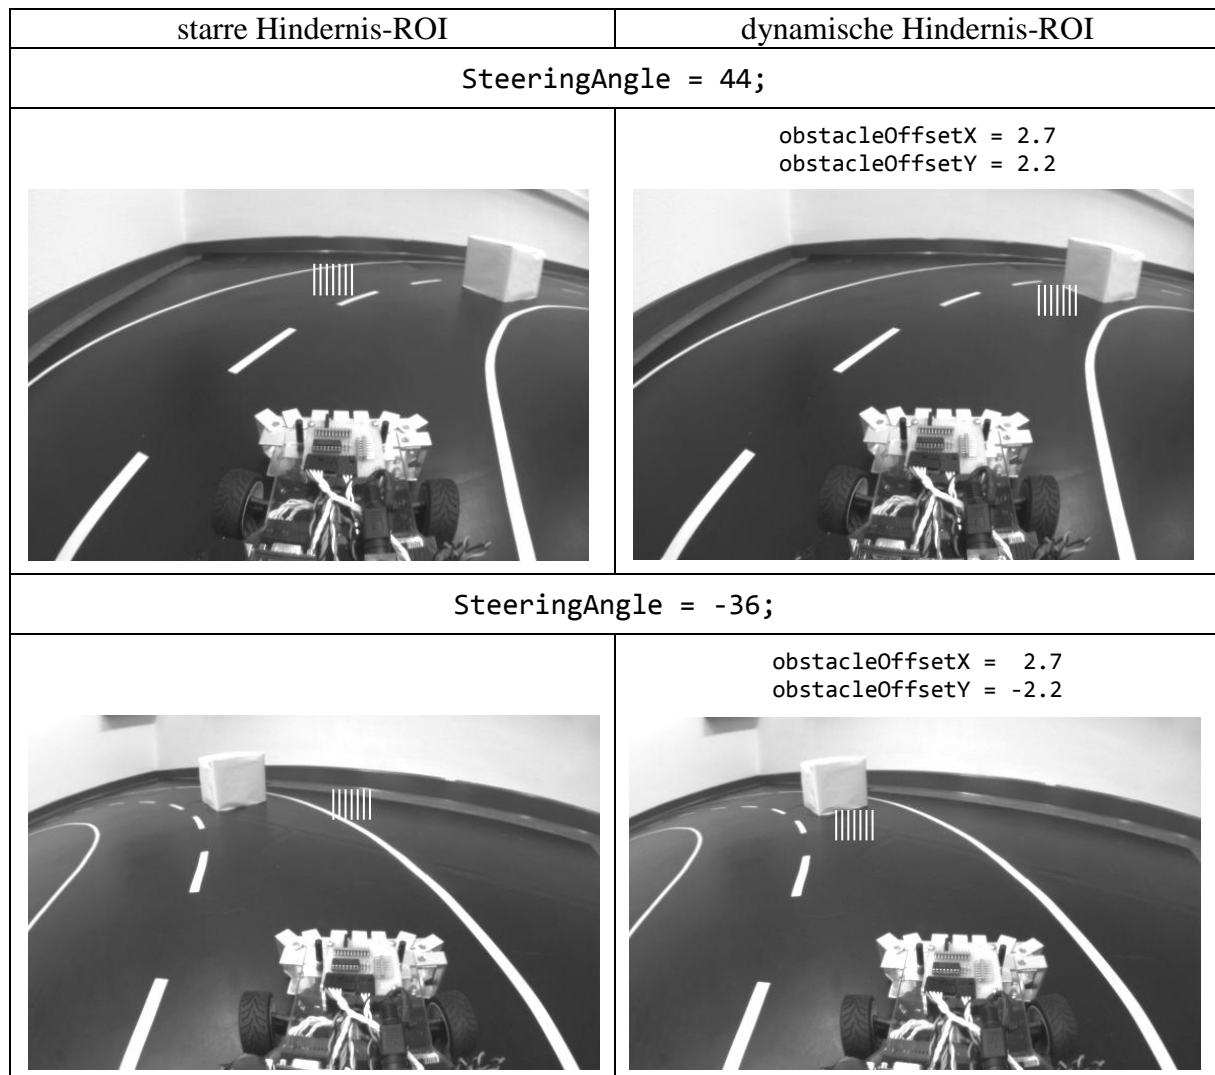 starre Hindernis-ROI
dynamische Hindernis-ROI
SteeringAngle = 44;
obstacleOffsetX = 2.7
obstacleOffsetY = 2.2
SteeringAngle = -36;
obstacleOffsetX =  2.7
obstacleOffsetY = -2.2